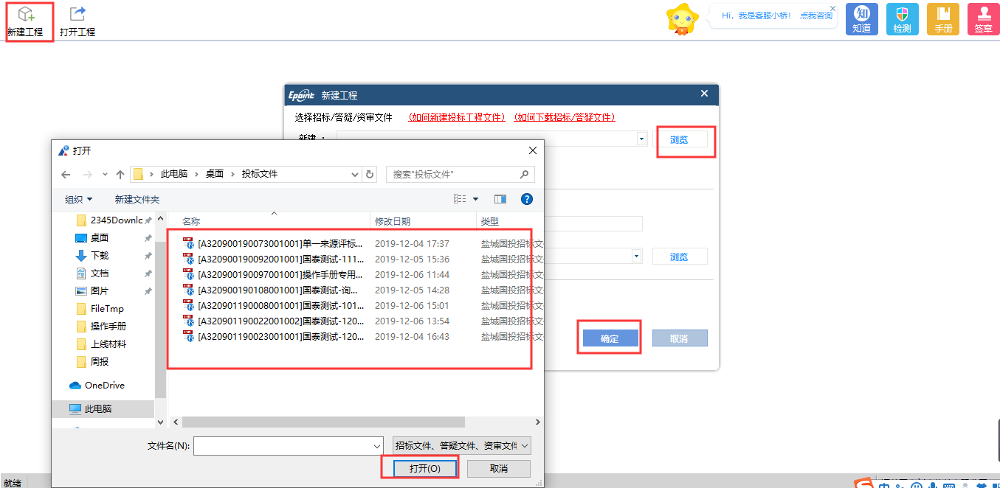 新建工程
打开工程
Hi，我是客服小桥！ 点我咨询
知
知道
检测
手册
签章
Epoint 新建工程
选择招标/答疑/资审文件 (如何新建投标工程文件) (如何下载招标/答疑文件)
新建 ：
浏览
浏览
确定
取消
打开
此电脑 › 桌面 › 投标文件
搜索"投标文件"
组织
新建文件夹
2345Downlc
桌面
下载
文档
图片
FileTmp
操作手册
上线材料
周报
OneDrive
此电脑
名称 修改日期 类型
[A320900190073001001]单一来源评标... 2019-12-04 17:37 盐城国投招标文
[A320900190092001001]国泰测试-111... 2019-12-05 15:36 盐城国投招标文
[A320900190097001001]操作手册专用... 2019-12-06 11:44 盐城国投招标文
[A320900190108001001]国泰测试-询... 2019-12-05 14:28 盐城国投招标文
[A320901190008001001]国泰测试-101... 2019-12-06 15:01 盐城国投招标文
[A320901190022001002]国泰测试-120... 2019-12-06 13:54 盐城国投招标文
[A320901190023001001]国泰测试-120... 2019-12-04 16:43 盐城国投招标文
文件名(N):
招标文件、答疑文件、资审文件
打开(O)
取消
就绪
中